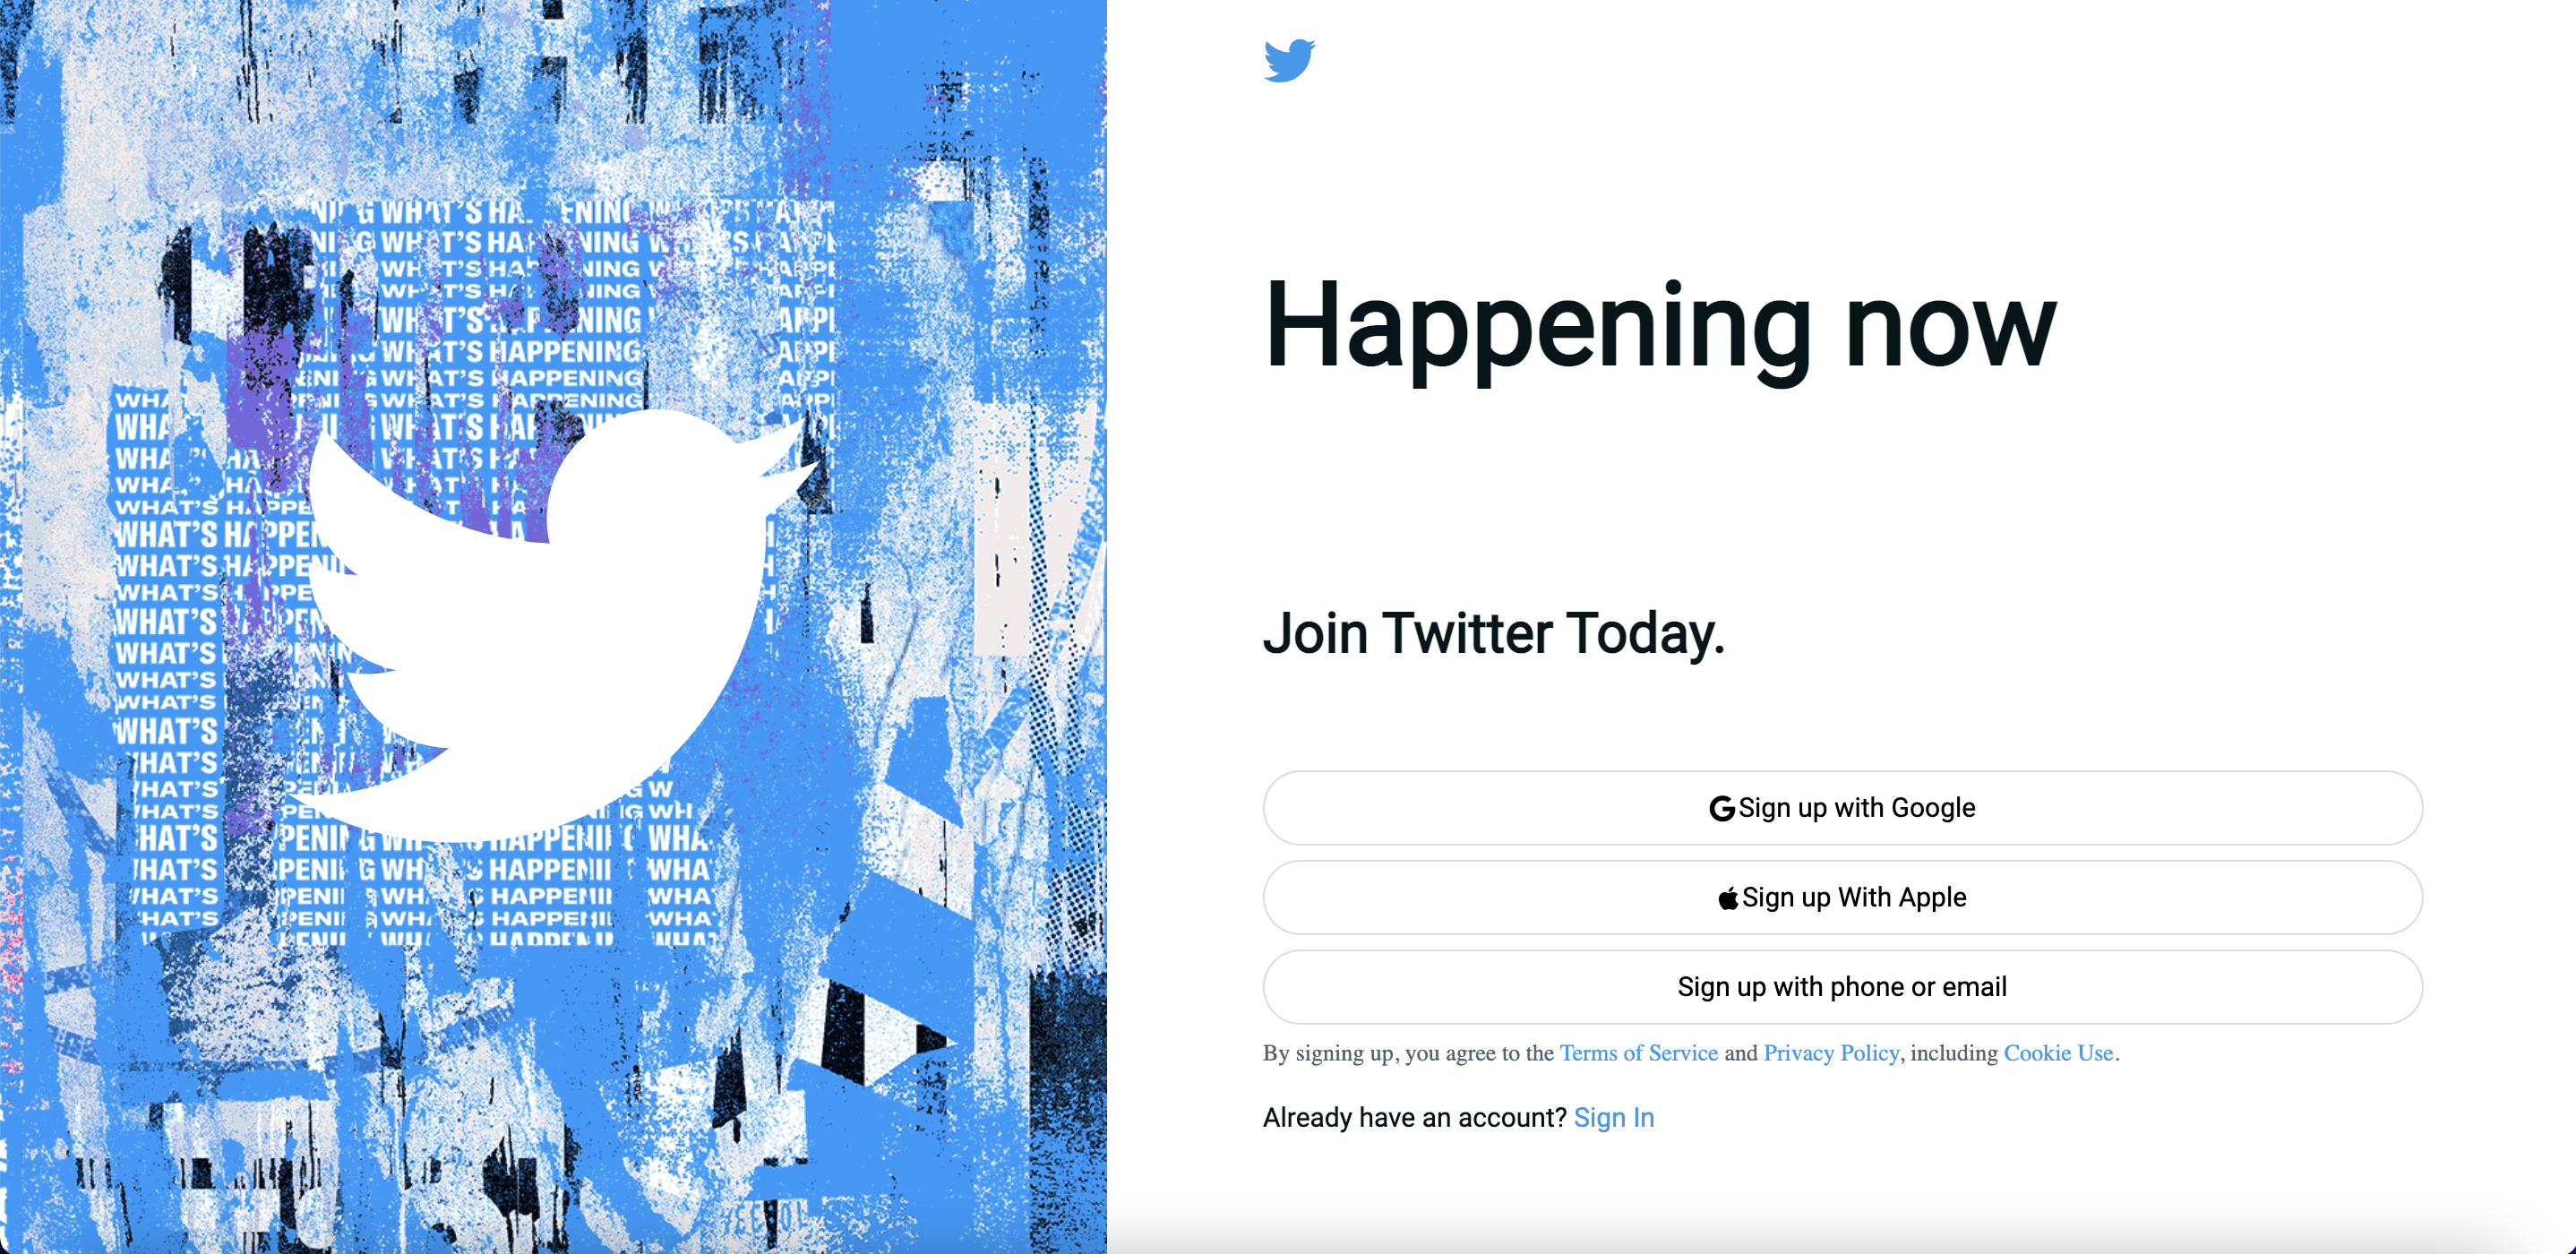 Happening now
Join Twitter Today.
Sign up with Google
Sign up With Apple
Sign up with phone or email
By signing up, you agree to the Terms of Service and Privacy Policy, including Cookie Use.
Already have an account? Sign In
WHAT'S HAPPENING